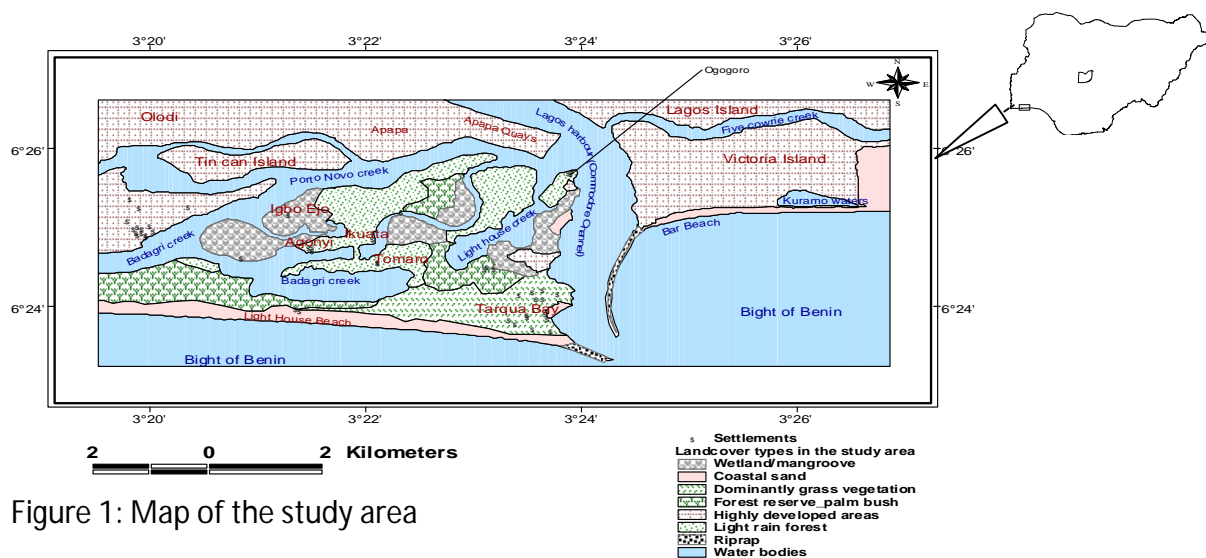 3°20' 3°22' 3°24' 3°26'
Ogogoro
N
W E
S
Olodi
Lagos Island
Apapa
Apapa Quays
Lagos harbour(Commodore Channel)
Five cowrie creek
6°26'
6°26'
Tin can Island
Victoria Island
Porto Novo creek
Kuramo waters
Igbo Eje
Light house creek
Bar Beach
Badagri creek
Agonyi
Ikuata
Tomaro
Badagri creek
6°24'
6°24'
Tarqua Bay
Light House Beach
Bight of Benin
Bight of Benin
3°20' 3°22' 3°24' 3°26'
2 0 2 Kilometers
s Settlements
Landcover types in the study area
Wetland/mangroove
Coastal sand
Dominantly grass vegetation
Forest reserve_palm bush
Highly developed areas
Light rain forest
Riprap
Water bodies
Figure 1: Map of the study area